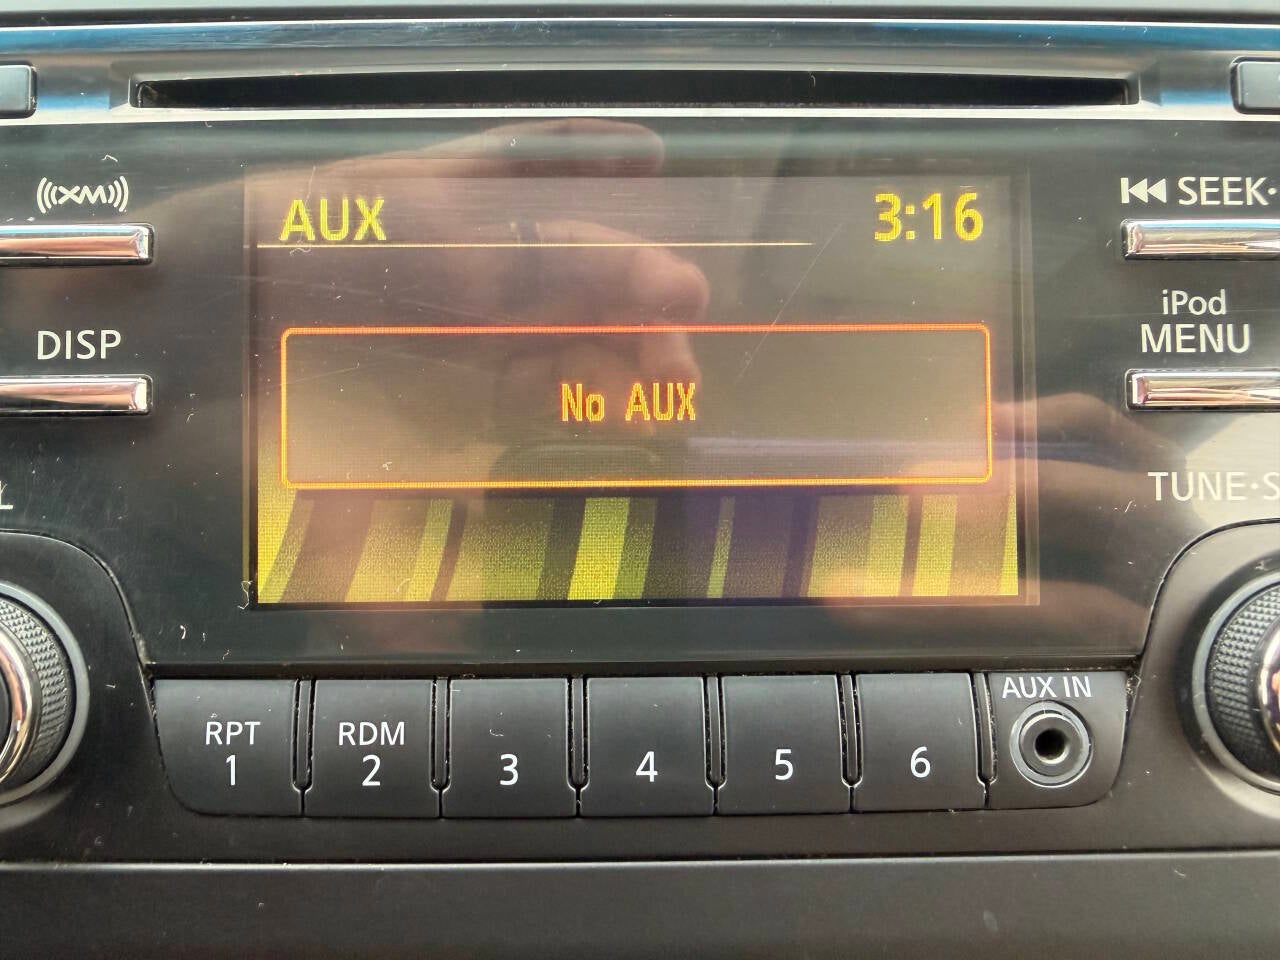 XM
AUX
3:16
SEEK·
DISP
iPod
MENU
No AUX
TUNE·S
RPT
1
RDM
2
3
4
5
6
AUX IN